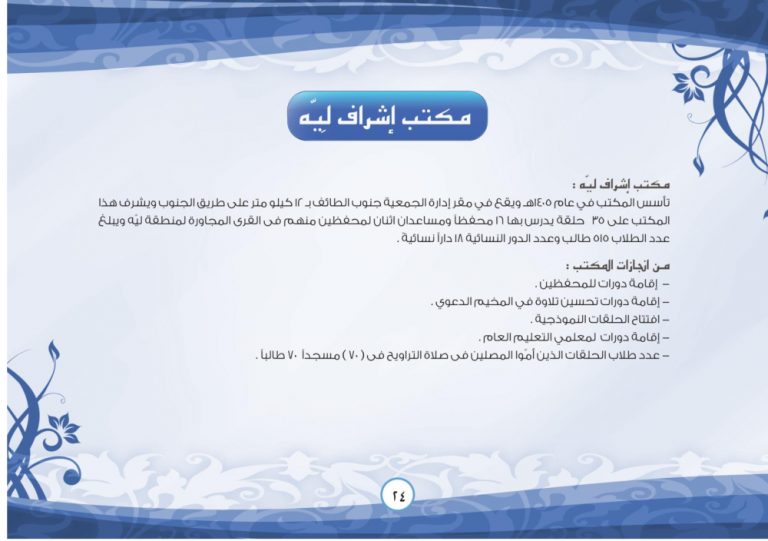 مكتب إشراف لِيّه
مكتب إشراف ليّه :
تأسس المكتب في عام ١٤٠٥هـ ويقع في مقر إدارة الجمعية جنوب الطائف بـ ١٢ كيلو متر على طريق الجنوب ويشرف هذا
المكتب على ٣٥ حلقة يدرس بها ١٦ محفظاً ومساعدان اثنان لمحفظين منهم فى القرى المجاورة لمنطقة ليّه ويبلغ
عدد الطلاب ٥١٥ طالب وعدد الدور النسائية ١٨ داراً نسائية .
من انجازات المكتب :
- إقامة دورات للمحفظين .
- إقامة دورات تحسين تلاوة في المخيم الدعوي .
- افتتاح الحلقات النموذجية .
- إقامة دورات لمعلمي التعليم العام .
- عدد طلاب الحلقات الذين أمّوا المصلين فى صلاة التراويح فى ( ٧٠ ) مسجداً ٧٠ طالباً .
٢٤